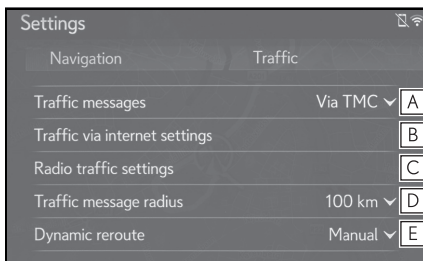 Settings
Navigation Traffic
Traffic messages Via TMC A
Traffic via internet settings B
Radio traffic settings C
Traffic message radius 100 km D
Dynamic reroute Manual E